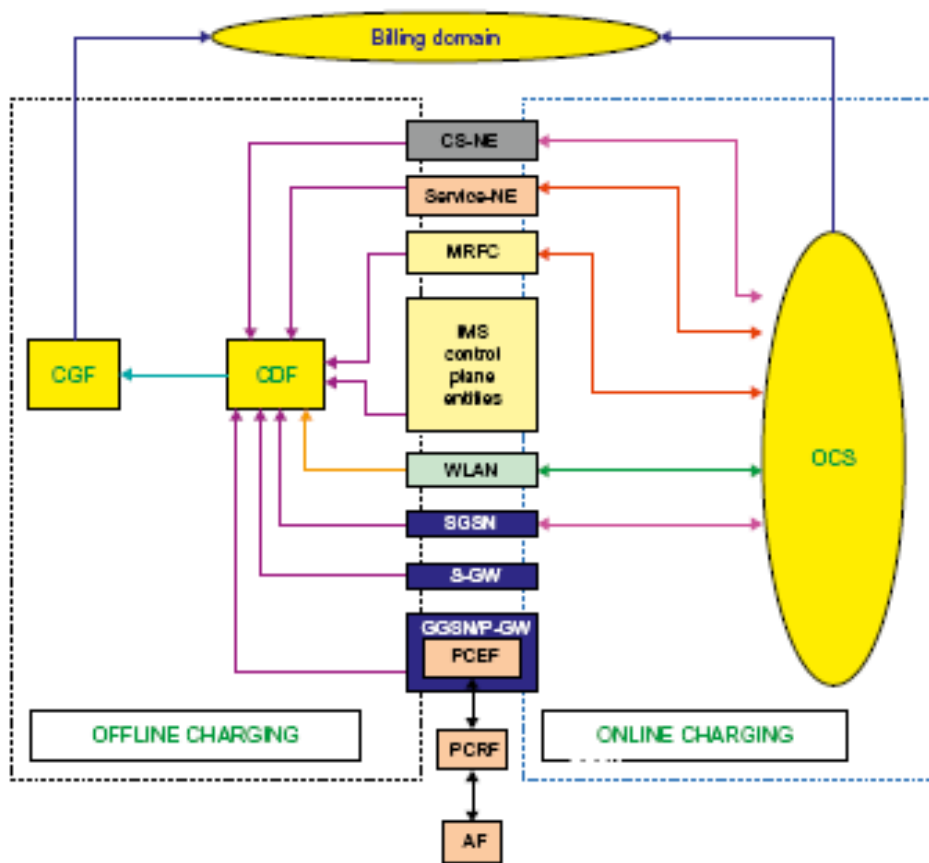 Billing domain
CS-NE
Service-NE
MRFC
IMS
control
plane
entities
CGF
CDF
OCS
WLAN
SGSN
S-GW
GGSN/P-GW
PCEF
OFFLINE CHARGING
ONLINE CHARGING
PCRF
AF